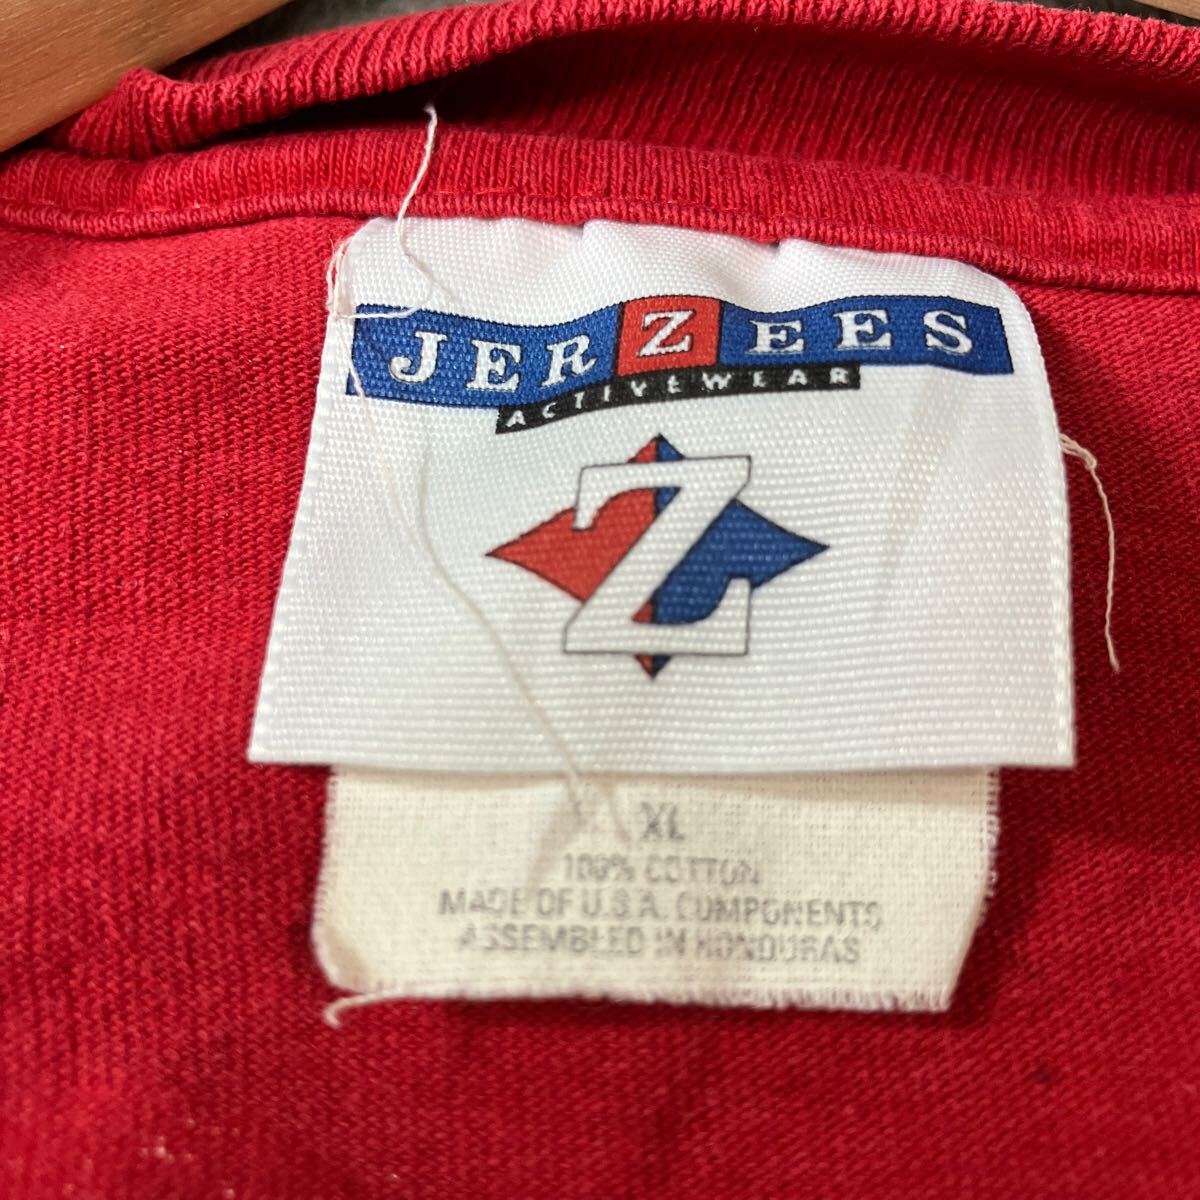 JERZEES
ACTIVEWEAR
Z
XL
100% COTTON
MADE OF U.S.A. COMPONENTS
ASSEMBLED IN HONDURAS